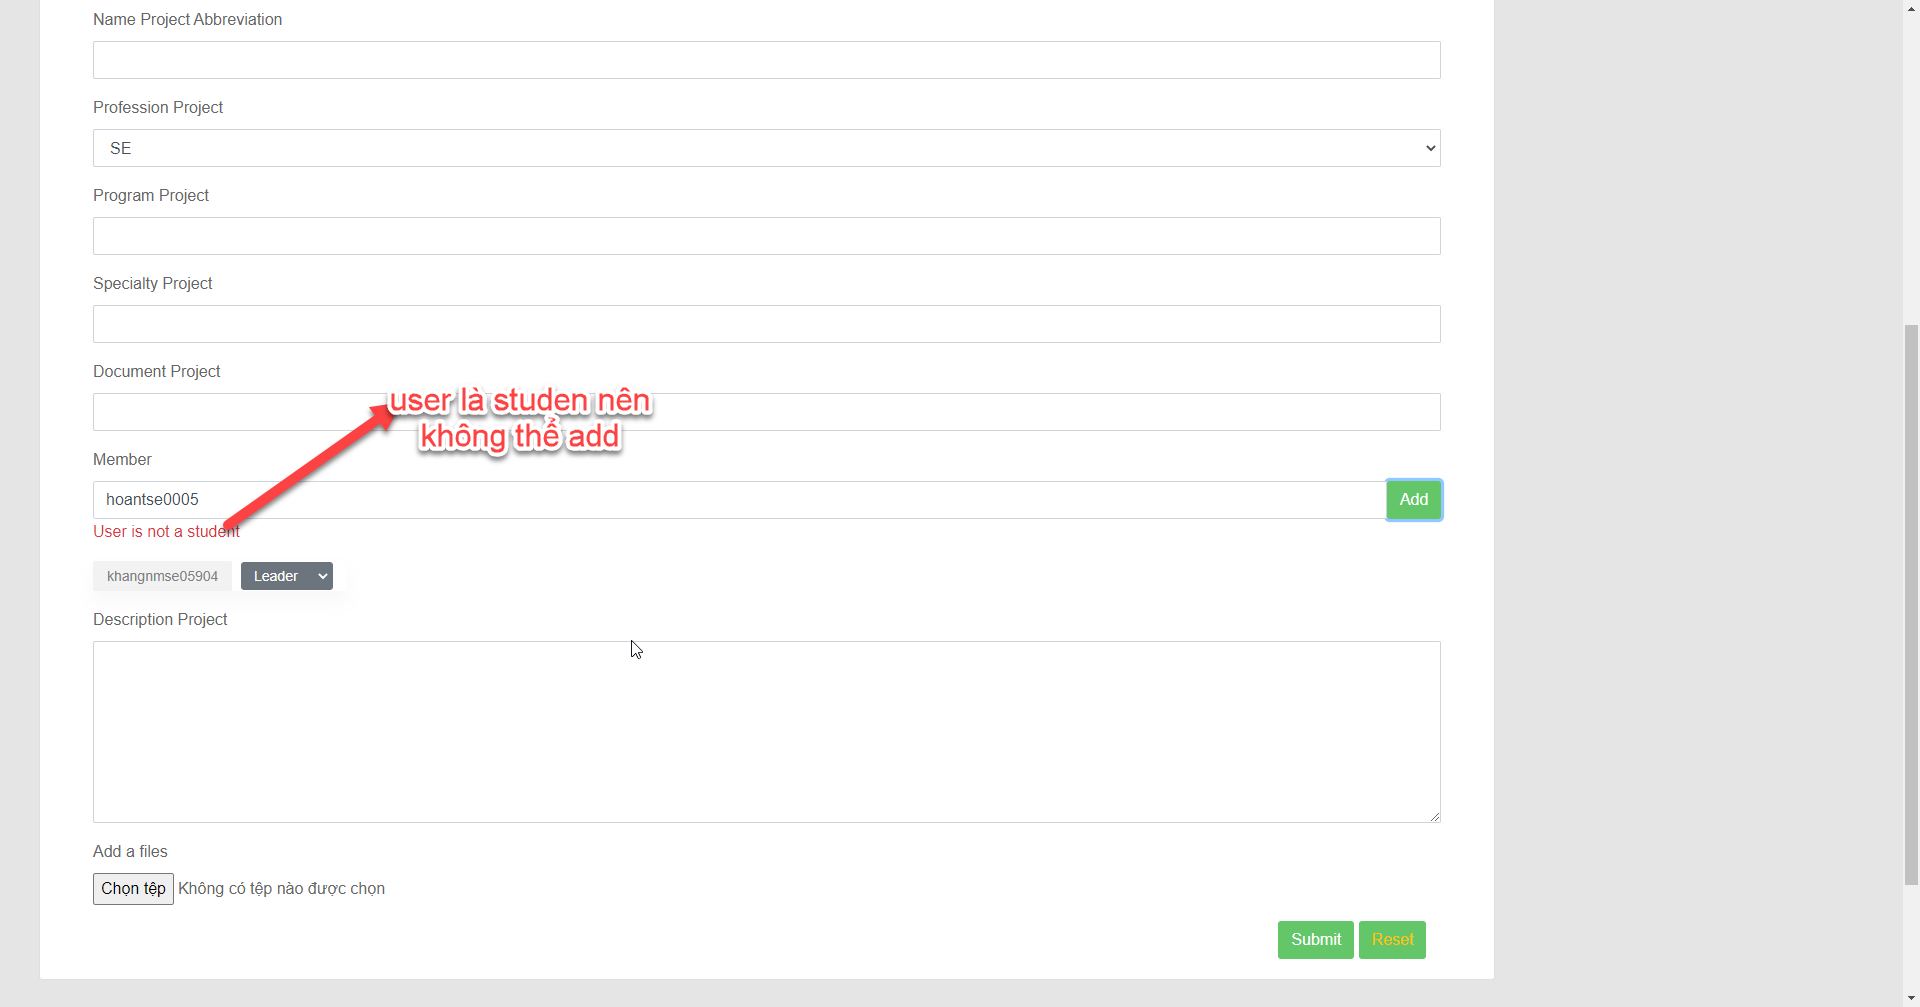 Name Project Abbreviation
Profession Project
SE
Program Project
Specialty Project
Document Project
user là studen nên
không thể add
Member
hoantse0005
Add
User is not a student
khangnmse05904
Leader
Description Project
Add a files
Chọn tệp Không có tệp nào được chọn
Submit
Reset